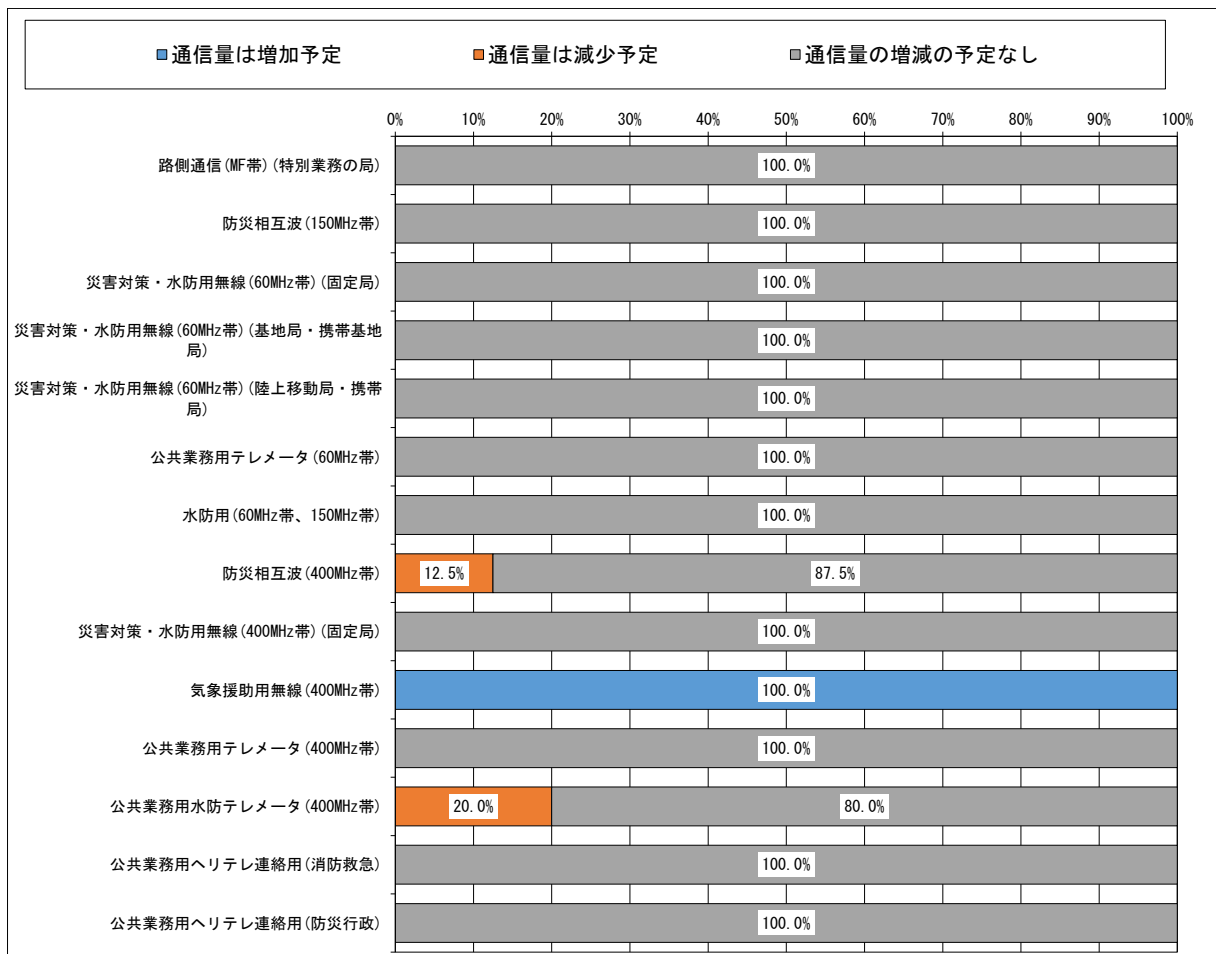 ■通信量は増加予定 ■通信量は減少予定 ■通信量の増減の予定なし
0% 10% 20% 30% 40% 50% 60% 70% 80% 90% 100%
路側通信(MF帯)(特別業務の局) 100.0%
防災相互波(150MHz帯) 100.0%
災害対策・水防用無線(60MHz帯)(固定局) 100.0%
災害対策・水防用無線(60MHz帯)(基地局・携帯基地
局) 100.0%
災害対策・水防用無線(60MHz帯)(陸上移動局・携帯
局) 100.0%
公共業務用テレメータ(60MHz帯) 100.0%
水防用(60MHz帯、150MHz帯) 100.0%
防災相互波(400MHz帯) 12.5% 87.5%
災害対策・水防用無線(400MHz帯)(固定局) 100.0%
気象援助用無線(400MHz帯) 100.0%
公共業務用テレメータ(400MHz帯) 100.0%
公共業務用水防テレメータ(400MHz帯) 20.0% 80.0%
公共業務用ヘリテレ連絡用(消防救急) 100.0%
公共業務用ヘリテレ連絡用(防災行政) 100.0%